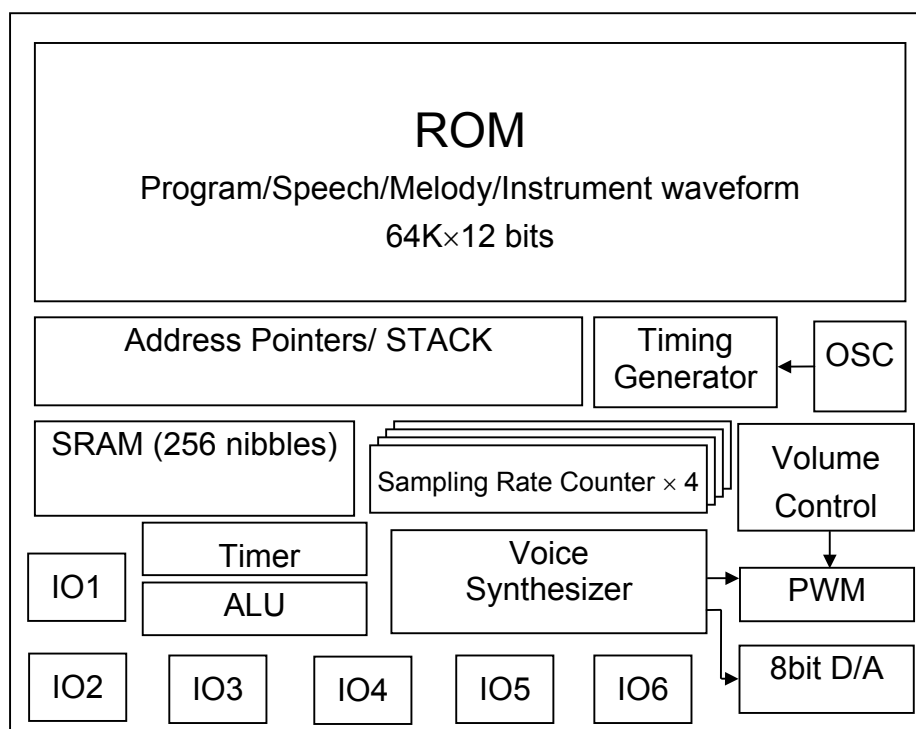 ROM
Program/Speech/Melody/Instrument waveform
64K×12 bits
Address Pointers/ STACK
Timing
Generator
OSC
SRAM (256 nibbles)
Sampling Rate Counter × 4
Volume
Control
IO1
Timer
ALU
Voice
Synthesizer
PWM
IO2
IO3
IO4
IO5
IO6
8bit D/A